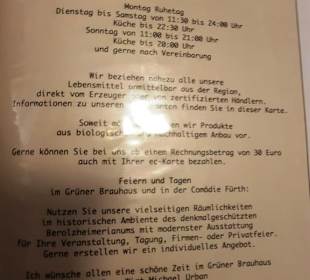 Montag Ruhetag
Dienstag bis Samstag von 11:30 bis 24:00 Uhr
Küche bis 22:30 Uhr
Sonntag von 11:00 bis 21:00 Uhr
Küche bis 20:00 Uhr
und gerne nach Vereinbarung
Wir beziehen nahezu alle unsere
Lebensmittel unmittelbar aus der Region,
direkt vom Erzeuger oder von zertifizierten Händlern.
Informationen zu unseren finden Sie in dieser Karte.
Soweit wir Produkte
aus biologisch nachhaltigem Anbau vor.
Gerne können Sie bei uns ab einem Rechnungsbetrag von 30 Euro
auch mit Ihrer ec-Karte bezahlen.
Feiern und Tagen
im Grüner Brauhaus und in der Comödie Fürth:
Nutzen Sie unsere vielseitigen Räumlichkeiten
in historischen Ambiente des denkmalgeschützten
Berolzheimerianums mit modernster Ausstattung
für Ihre Veranstaltung, Tagung, Firmen- oder Privatfeier.
Gerne erstellen wir ein individuelles Angebot.
Ich wünsche allen eine schöne Zeit im Grüner Brauhaus
Michael Urban